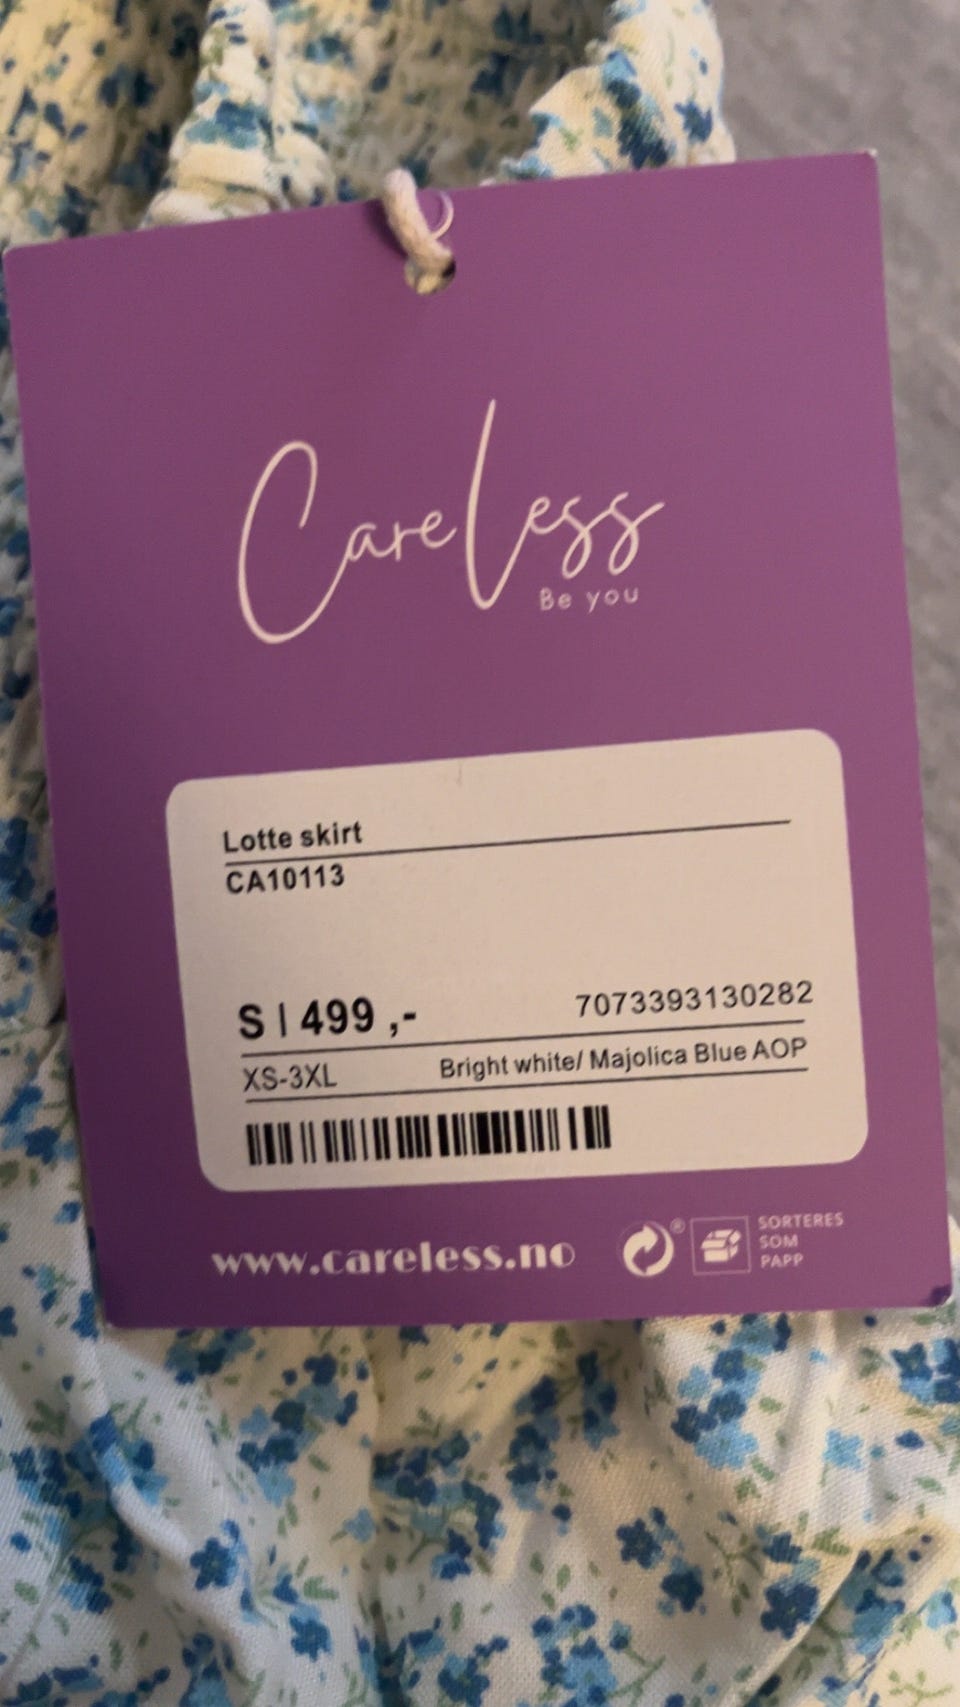 CareLess
Be you
Lotte skirt
CA10113
S | 499 ,-
7073393130282
XS-3XL
Bright white/ Majolica Blue AOP
www.careless.no
®
SORTERES
SOM
PAPP